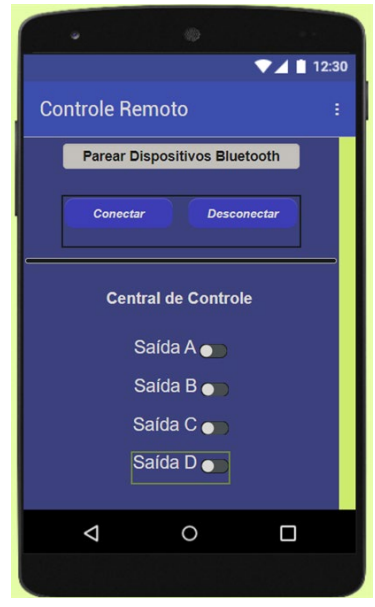 12:30
Controle Remoto
Parear Dispositivos Bluetooth
Conectar Desconectar
Central de Controle
Saída A
Saída B
Saída C
Saída D